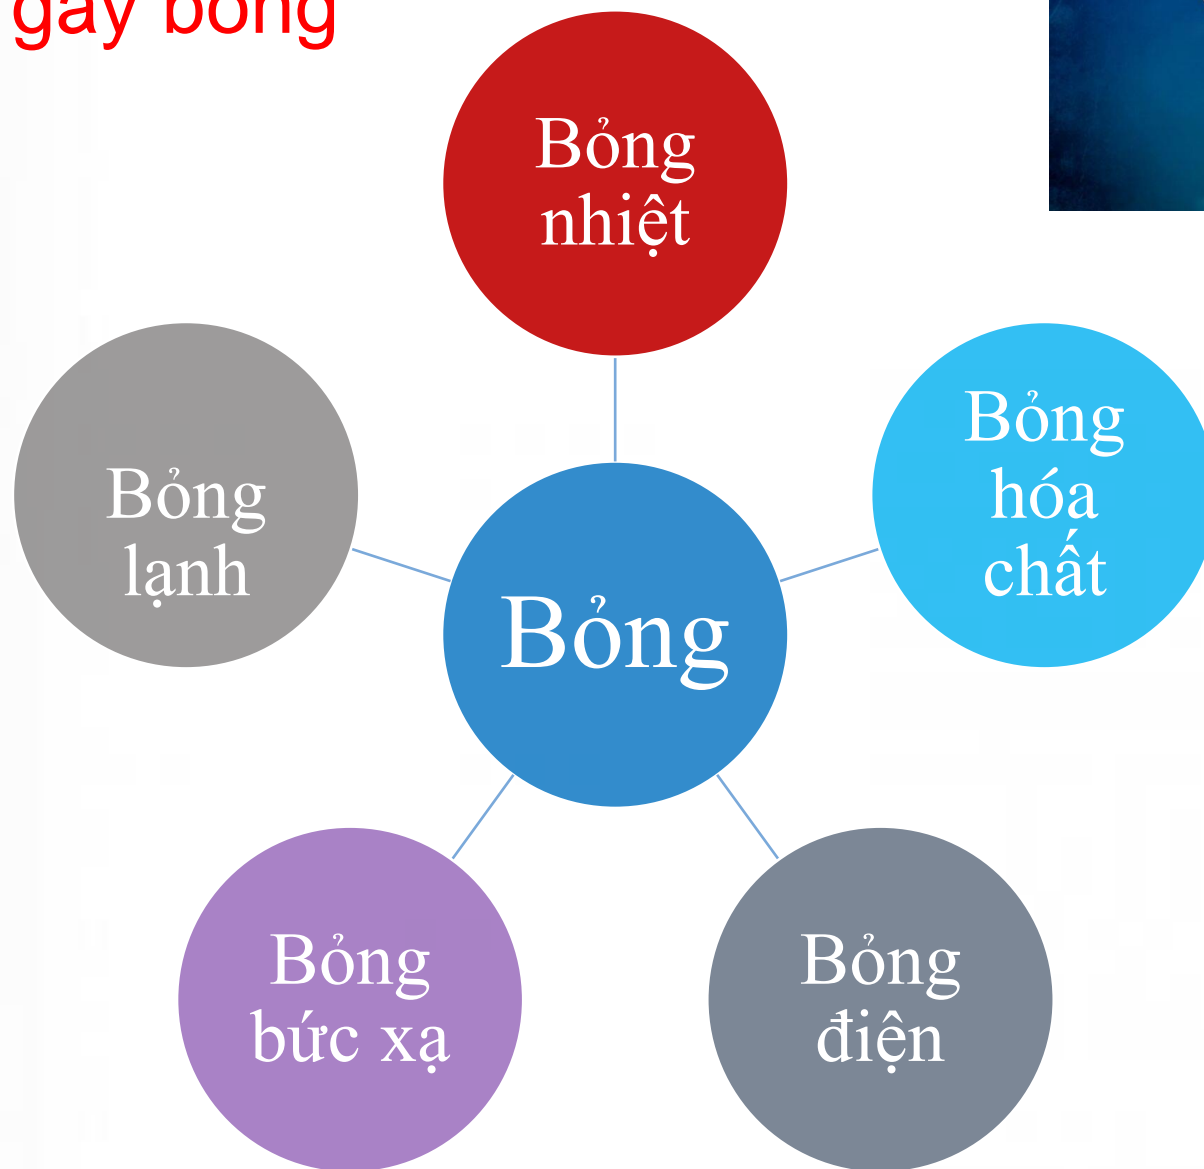 gây bỏng
Bỏng
nhiệt
Bỏng
hóa
chất
Bỏng
lạnh
Bỏng
Bỏng
bức xạ
Bỏng
điện